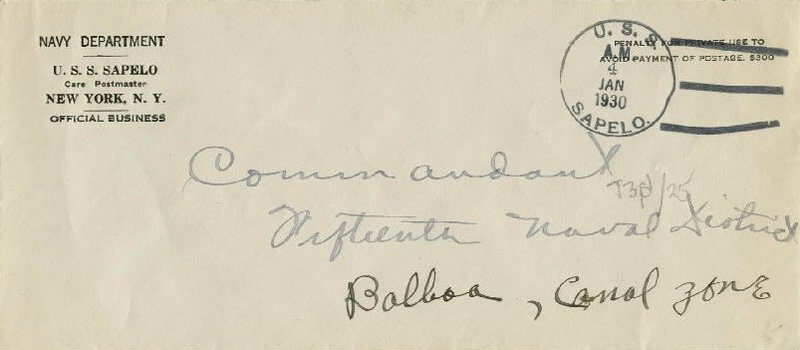 NAVY DEPARTMENT
U. S. S. SAPELO
Care Postmaster
NEW YORK, N. Y.
OFFICIAL BUSINESS
PENALTY FOR PRIVATE USE TO
AVOID PAYMENT OF POSTAGE, $300
U. S. S.
A.M
4
JAN
1930
SAPELO.
Commandant
Fifteenth Naval District
Balboa, Canal Zone